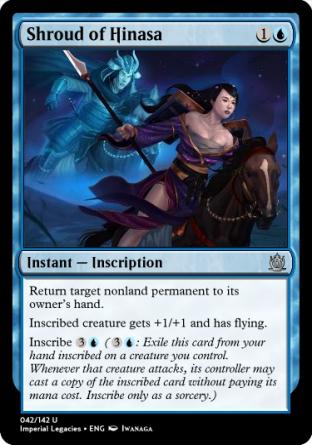 Shroud of Ḥinasa 1
Instant — Inscription
Return target nonland permanent to its
owner's hand.
Inscribed creature gets +1/+1 and has flying.
Inscribe 3 ( 3 : Exile this card from your
hand inscribed on a creature you control.
Whenever that creature attacks, its controller may
cast a copy of the inscribed card without paying its
mana cost. Inscribe only as a sorcery.)
042/142 U
Imperial Legacies • ENG Iwanaga